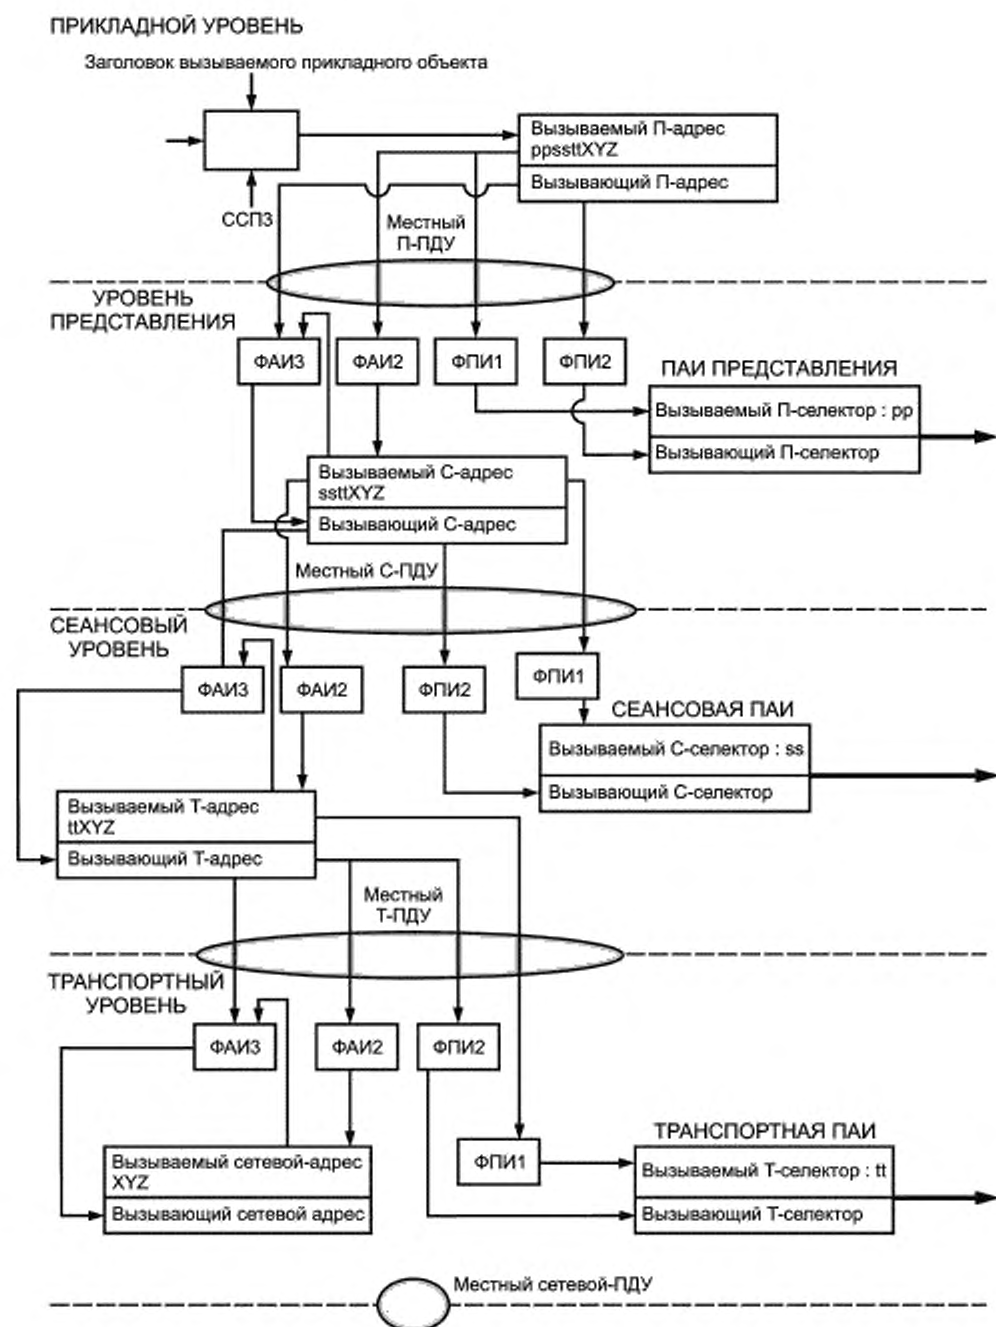 ПРИКЛАДНОЙ УРОВЕНЬ
Заголовок вызываемого прикладного объекта
Вызываемый П-адрес
ppssttXYZ
Вызывающий П-адрес
ССПЗ
Местный
П-ПДУ
УРОВЕНЬ
ПРЕДСТАВЛЕНИЯ
ФАИ3
ФАИ2
ФПИ1
ФПИ2
ПАИ ПРЕДСТАВЛЕНИЯ
Вызываемый П-селектор : pp
Вызывающий П-селектор
Вызываемый С-адрес
ssttXYZ
Вызывающий С-адрес
Местный С-ПДУ
СЕАНСОВЫЙ
УРОВЕНЬ
ФАИ3
ФАИ2
ФПИ2
ФПИ1
СЕАНСОВАЯ ПАИ
Вызываемый С-селектор : ss
Вызывающий С-селектор
Вызываемый Т-адрес
ttXYZ
Вызывающий Т-адрес
Местный
Т-ПДУ
ТРАНСПОРТНЫЙ
УРОВЕНЬ
ФАИ3
ФАИ2
ФПИ2
ФПИ1
ТРАНСПОРТНАЯ ПАИ
Вызываемый Т-селектор : tt
Вызывающий Т-селектор
Вызываемый сетевой-адрес
XYZ
Вызывающий сетевой адрес
Местный сетевой-ПДУ